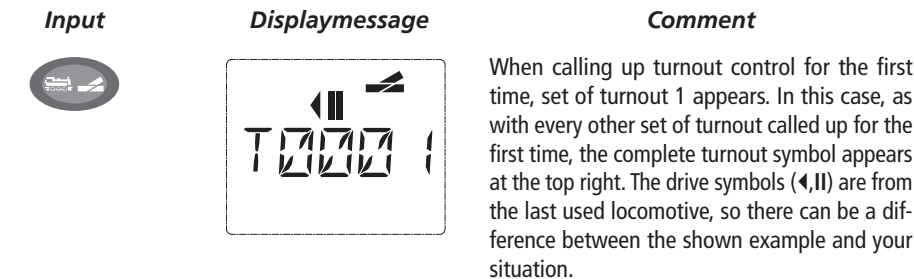 Input Displaymessage Comment
T0001
When calling up turnout control for the first
time, set of turnout 1 appears. In this case, as
with every other set of turnout called up for the
first time, the complete turnout symbol appears
at the top right. The drive symbols (◀,II) are from
the last used locomotive, so there can be a dif-
ference between the shown example and your
situation.